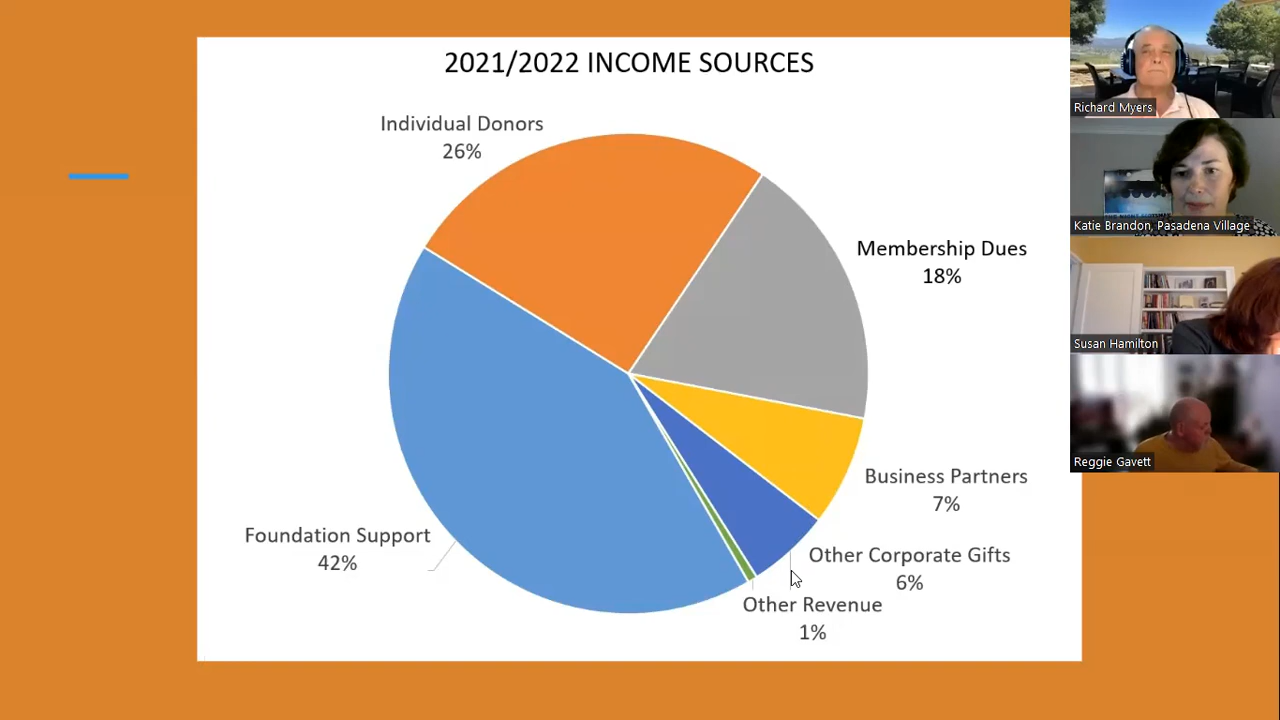 2021/2022 INCOME SOURCES
Individual Donors
26%
Membership Dues
18%
Business Partners
7%
Other Corporate Gifts
6%
Other Revenue
1%
Foundation Support
42%
Richard Myers
Katie Brandon, Pasadena Village
Susan Hamilton
Reggie Gavett